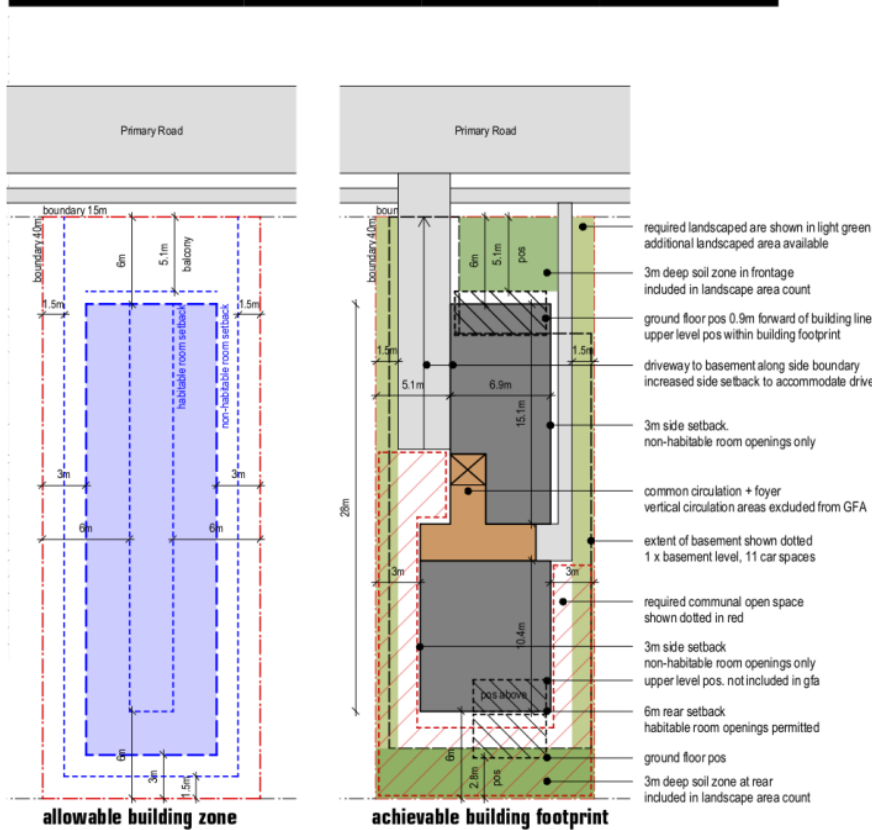 Primary Road
boundary 15m
boundary 40m
6m
5.1m
balcony
1.5m
1.5m
habitable room setback
non-habitable room setback
3m
3m
6m
6m
6m
3m
1.5m
allowable building zone
Primary Road
boundary 40m
6m
5.1m
pos
1.5m
1.5m
5.1m
6.9m
15.1m
28m
3m
3m
10.4m
pos above
6m
2.8m
pos
achievable building footprint
required landscaped are shown in light green
additional landscaped area available
3m deep soil zone in frontage
included in landscape area count
ground floor pos 0.9m forward of building line
upper level pos within building footprint
driveway to basement along side boundary
increased side setback to accommodate drive
3m side setback.
non-habitable room openings only
common circulation + foyer
vertical circulation areas excluded from GFA
extent of basement shown dotted
1 x basement level, 11 car spaces
required communal open space
shown dotted in red
3m side setback
non-habitable room openings only
upper level pos. not included in gfa
6m rear setback
habitable room openings permitted
ground floor pos
3m deep soil zone at rear
included in landscape area count